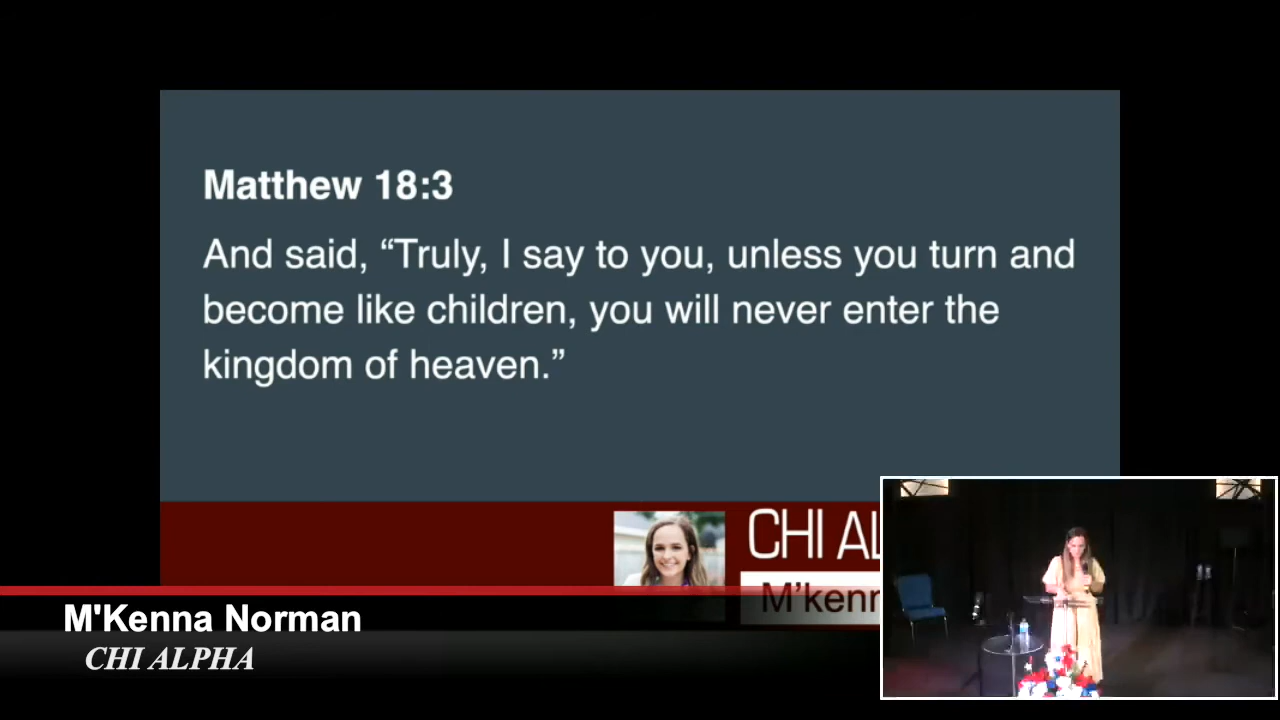 Matthew 18:3
And said, “Truly, I say to you, unless you turn and
become like children, you will never enter the
kingdom of heaven.”
CHI AL
M’kenn
M'Kenna Norman
CHI ALPHA